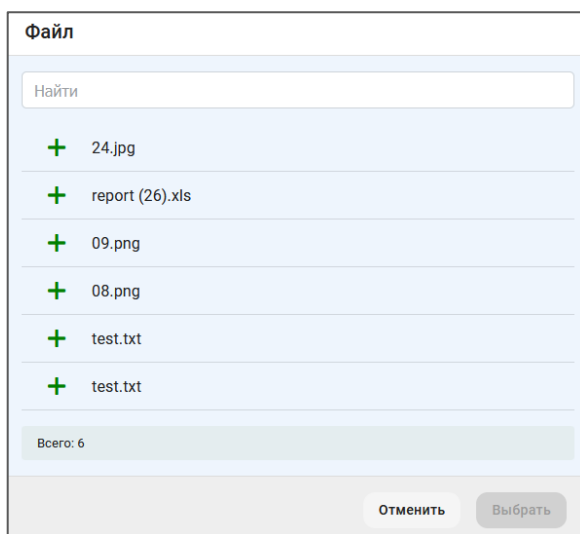 Файл
Найти
24.jpg
report (26).xls
09.png
08.png
test.txt
test.txt
Всего: 6
Отменить Выбрать